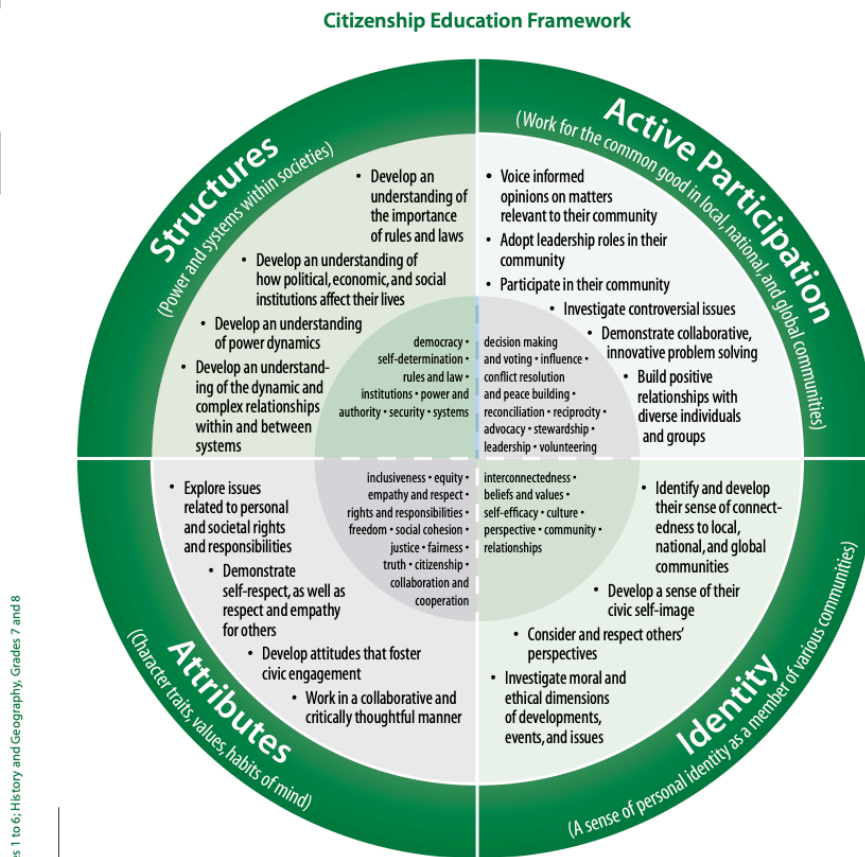 Citizenship Education Framework
Structures
(Power and systems within societies)
• Develop an
understanding of
the importance
of rules and laws
• Develop an understanding of
how political, economic, and social
institutions affect their lives
• Develop an understanding
of power dynamics
• Develop an understand-
ing of the dynamic and
complex relationships
within and between
systems
democracy •
self-determination •
rules and law •
institutions • power and
authority • security • systems
Active Participation
(Work for the common good in local, national, and global communities)
• Voice informed
opinions on matters
relevant to their community
• Adopt leadership roles in their
community
• Participate in their community
• Investigate controversial issues
• Demonstrate collaborative,
innovative problem solving
• Build positive
relationships with
diverse individuals
and groups
decision making
and voting • influence •
conflict resolution
and peace building •
reconciliation • reciprocity •
advocacy • stewardship •
leadership • volunteering
Attributes
(Character traits, values, habits of mind)
• Explore issues
related to personal
and societal rights
and responsibilities
• Demonstrate
self-respect, as well as
respect and empathy
for others
• Develop attitudes that foster
civic engagement
• Work in a collaborative and
critically thoughtful manner
inclusiveness • equity •
empathy and respect •
rights and responsibilities •
freedom • social cohesion •
justice • fairness •
truth • citizenship •
collaboration and
cooperation
Identity
(A sense of personal identity as a member of various communities)
interconnectedness •
beliefs and values •
self-efficacy • culture •
perspective • community •
relationships
• Identify and develop
their sense of connect-
edness to local,
national, and global
communities
• Develop a sense of their
civic self-image
• Consider and respect others’
perspectives
• Investigate moral and
ethical dimensions
of developments,
events, and issues
1 to 6; History and Geography, Grades 7 and 8